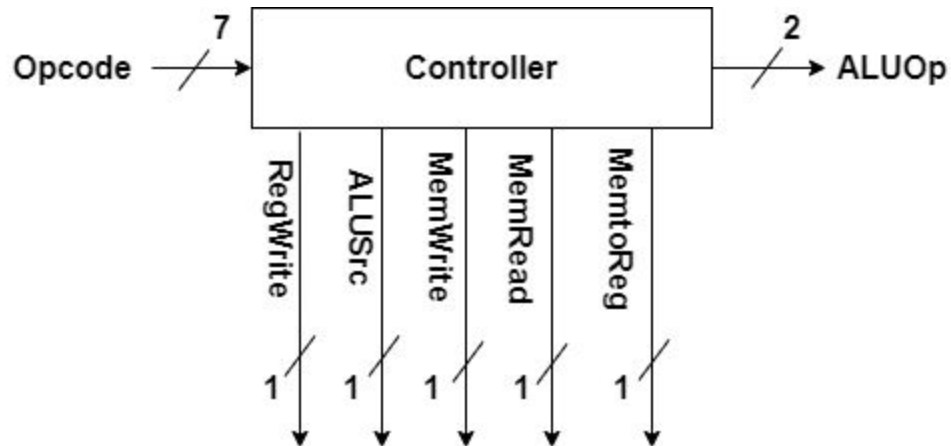 7
2
Opcode
Controller
ALUOp
RegWrite
ALUSrc
MemWrite
MemRead
MemtoReg
1
1
1
1
1